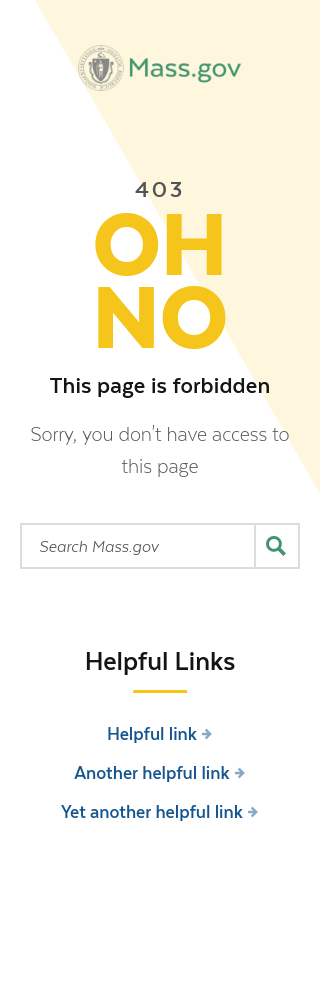 Mass.gov
403
OH
NO
This page is forbidden
Sorry, you don't have access to
this page
Search Mass.gov
Helpful Links
Helpful link
Another helpful link
Yet another helpful link